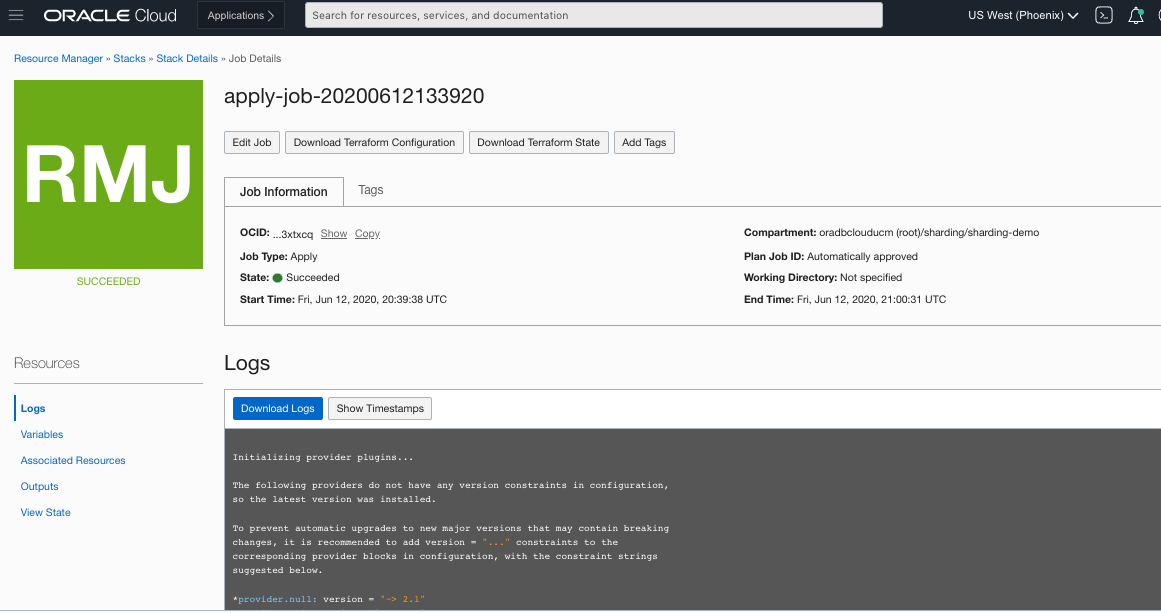 ORACLE Cloud
Applications
Search for resources, services, and documentation
US West (Phoenix)
Resource Manager » Stacks » Stack Details » Job Details
RMJ
SUCCEEDED
apply-job-20200612133920
Edit Job
Download Terraform Configuration
Download Terraform State
Add Tags
Job Information
Tags
OCID: ...3xtxcq Show Copy
Job Type: Apply
State: Succeeded
Start Time: Fri, Jun 12, 2020, 20:39:38 UTC
Compartment: oradbclouducm (root)/sharding/sharding-demo
Plan Job ID: Automatically approved
Working Directory: Not specified
End Time: Fri, Jun 12, 2020, 21:00:31 UTC
Resources
Logs
Variables
Associated Resources
Outputs
View State
Logs
Download Logs
Show Timestamps
Initializing provider plugins...
The following providers do not have any version constraints in configuration,
so the latest version was installed.
To prevent automatic upgrades to new major versions that may contain breaking
changes, it is recommended to add version = "..." constraints to the
corresponding provider blocks in configuration, with the constraint strings
suggested below.
*provider.null: version = "~> 2.1"